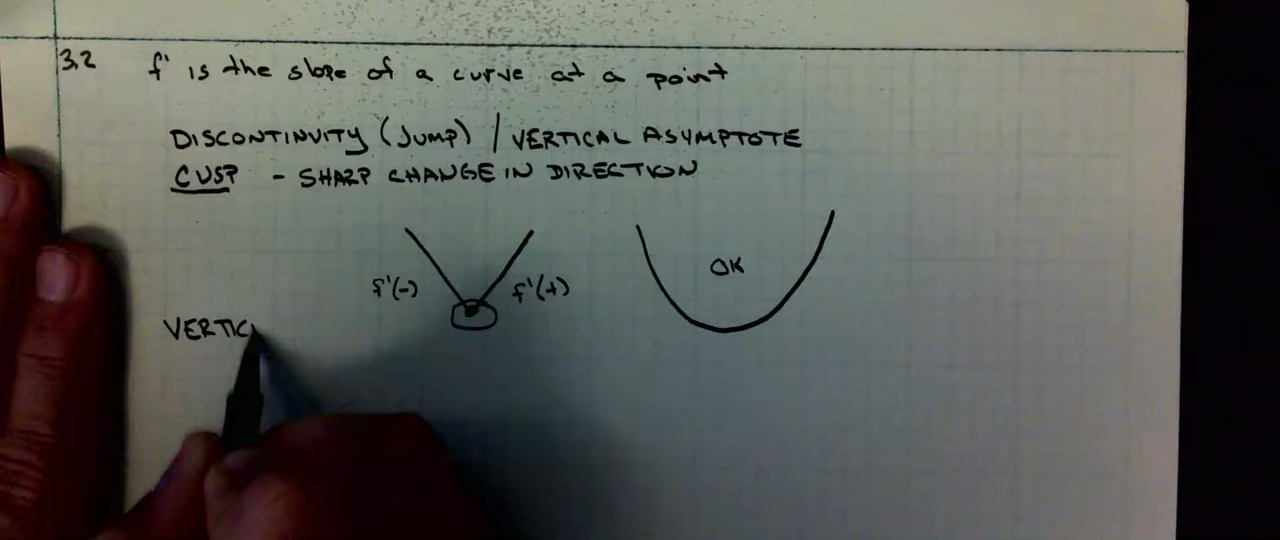 3.2 f' is the slope of a curve at a point
DISCONTINUITY (JUMP) / VERTICAL ASYMPTOTE
CUSP - SHARP CHANGE IN DIRECTION
OK
f'(-) f'(+)
VERTIC